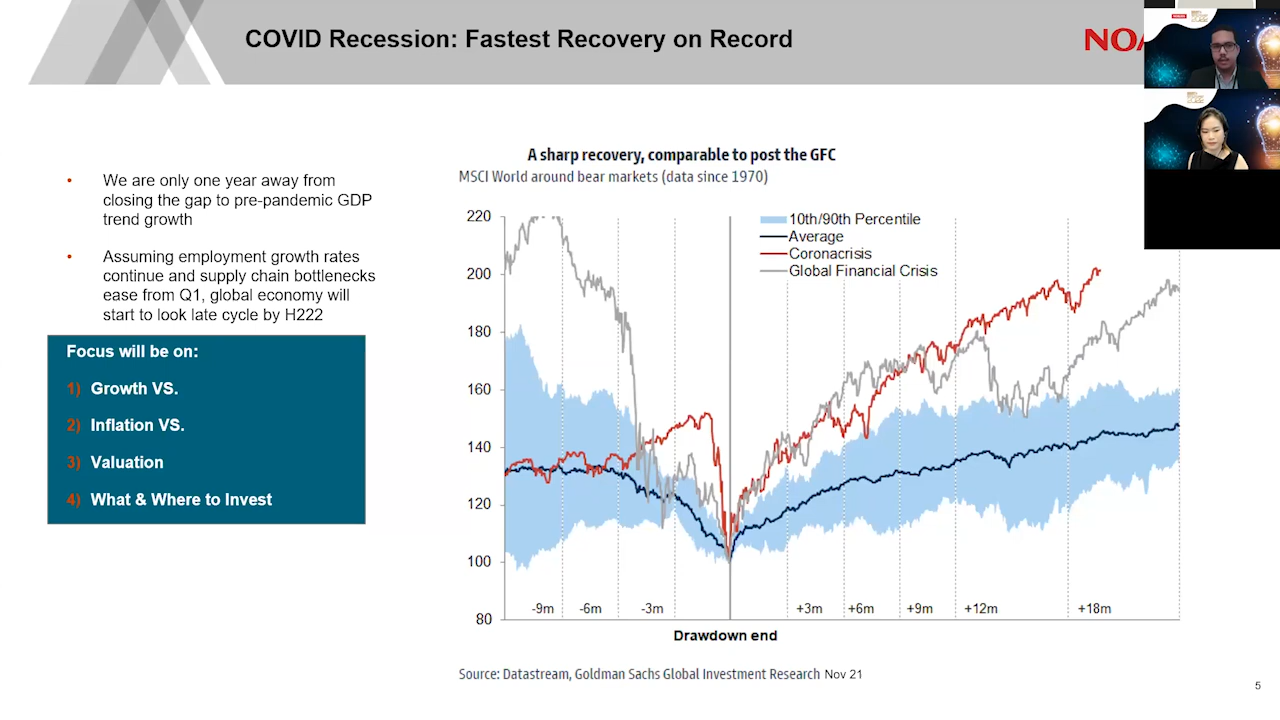 COVID Recession: Fastest Recovery on Record
NOA
• We are only one year away from
closing the gap to pre-pandemic GDP
trend growth
• Assuming employment growth rates
continue and supply chain bottlenecks
ease from Q1, global economy will
start to look late cycle by H222
Focus will be on:
1) Growth VS.
2) Inflation VS.
3) Valuation
4) What & Where to Invest
A sharp recovery, comparable to post the GFC
MSCI World around bear markets (data since 1970)
220
200
180
160
140
120
100
80
10th/90th Percentile
Average
Coronacrisis
Global Financial Crisis
-9m -6m -3m +3m +6m +9m +12m +18m
Drawdown end
Source: Datastream, Goldman Sachs Global Investment Research Nov 21
5